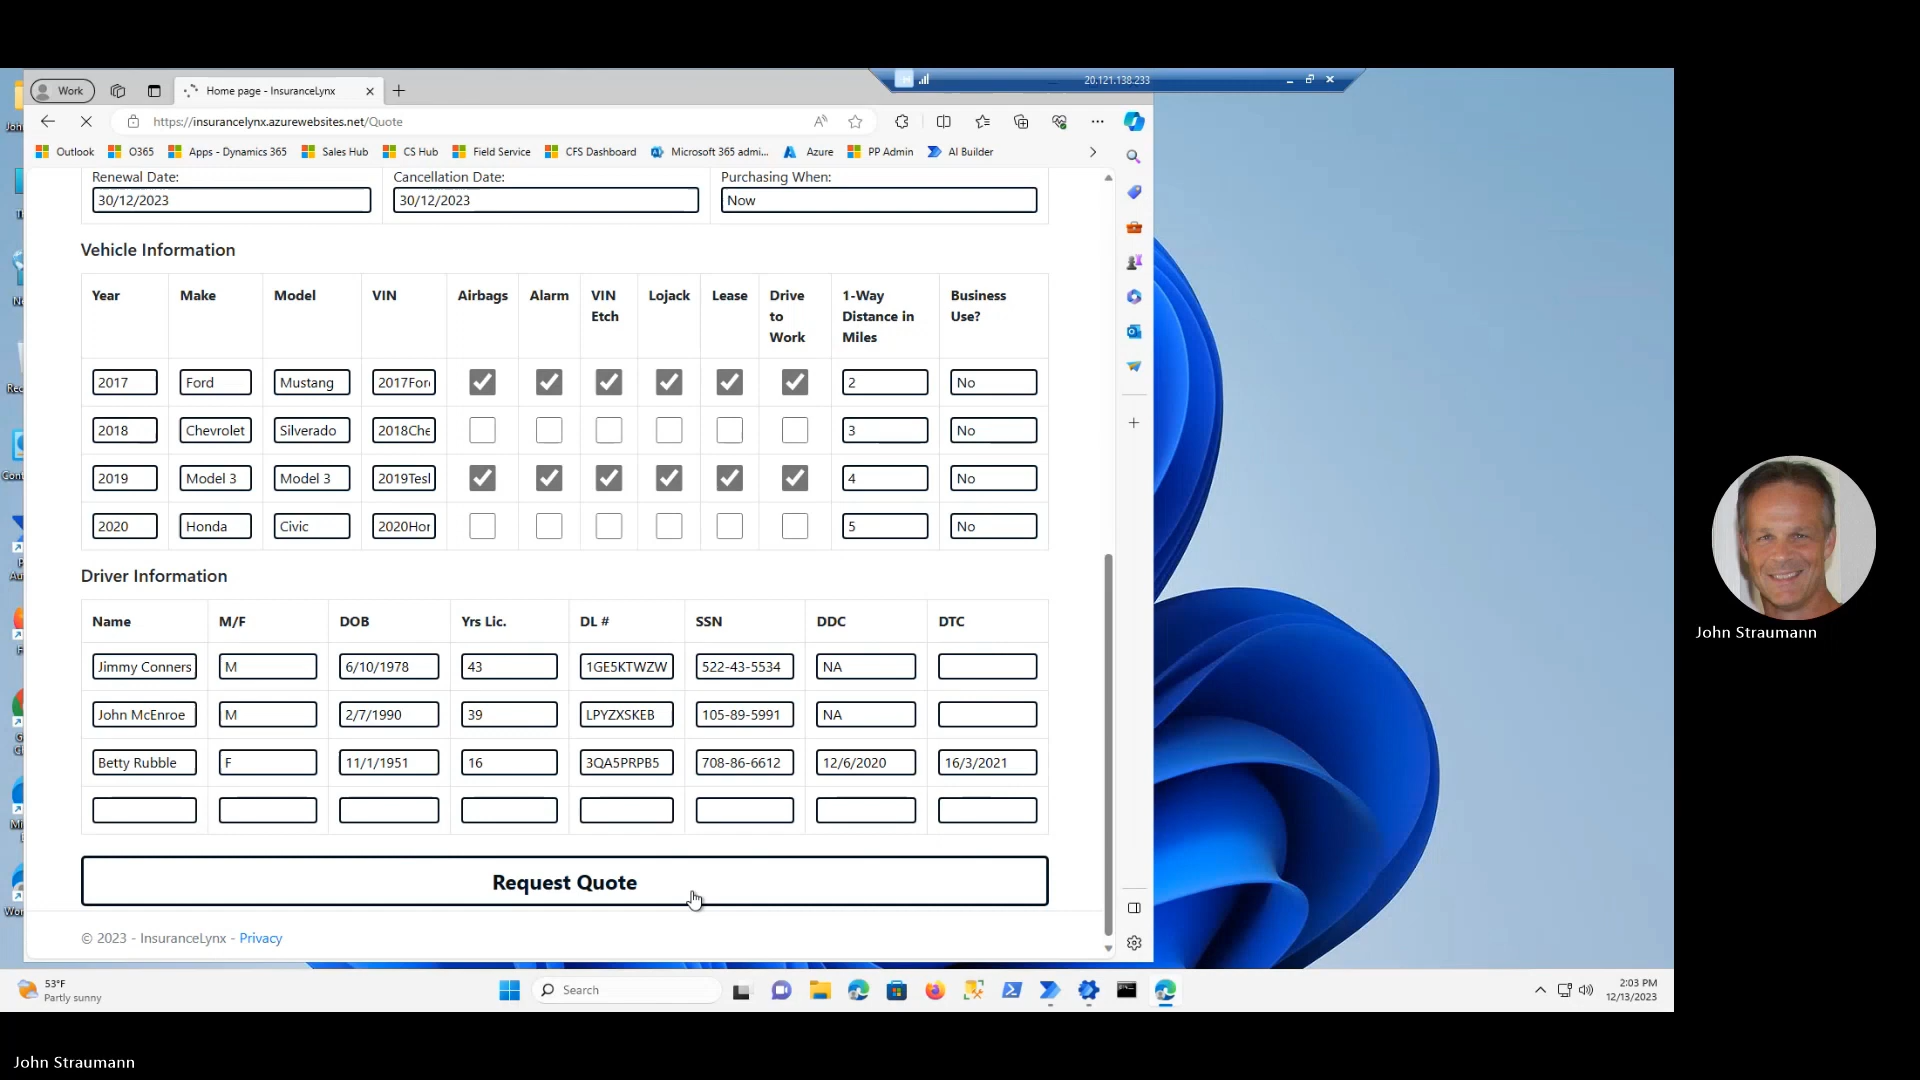 Work
Home page - InsuranceLynx
20.121.138.233
https://insurancelynx.azurewebsites.net/Quote
Outlook O365 Apps - Dynamics 365 Sales Hub CS Hub Field Service CFS Dashboard Microsoft 365 admi... Azure PP Admin AI Builder
Renewal Date: Cancellation Date: Purchasing When:
30/12/2023 30/12/2023 Now
Vehicle Information
Year Make Model VIN Airbags Alarm VIN Etch Lojack Lease Drive to Work 1-Way Distance in Miles Business Use?
2017 Ford Mustang 2017For 2 No
2018 Chevrolet Silverado 2018Che 3 No
2019 Model 3 Model 3 2019Tesl 4 No
2020 Honda Civic 2020Hor 5 No
Driver Information
Name M/F DOB Yrs Lic. DL # SSN DDC DTC
Jimmy Conners M 6/10/1978 43 1GE5KTWZW 522-43-5534 NA
John McEnroe M 2/7/1990 39 LPYZXSKEB 105-89-5991 NA
Betty Rubble F 11/1/1951 16 3QA5PRPB5 708-86-6612 12/6/2020 16/3/2021
Request Quote
© 2023 - InsuranceLynx - Privacy
53°F
Partly sunny
Search
2:03 PM
12/13/2023
John Straumann
John Straumann